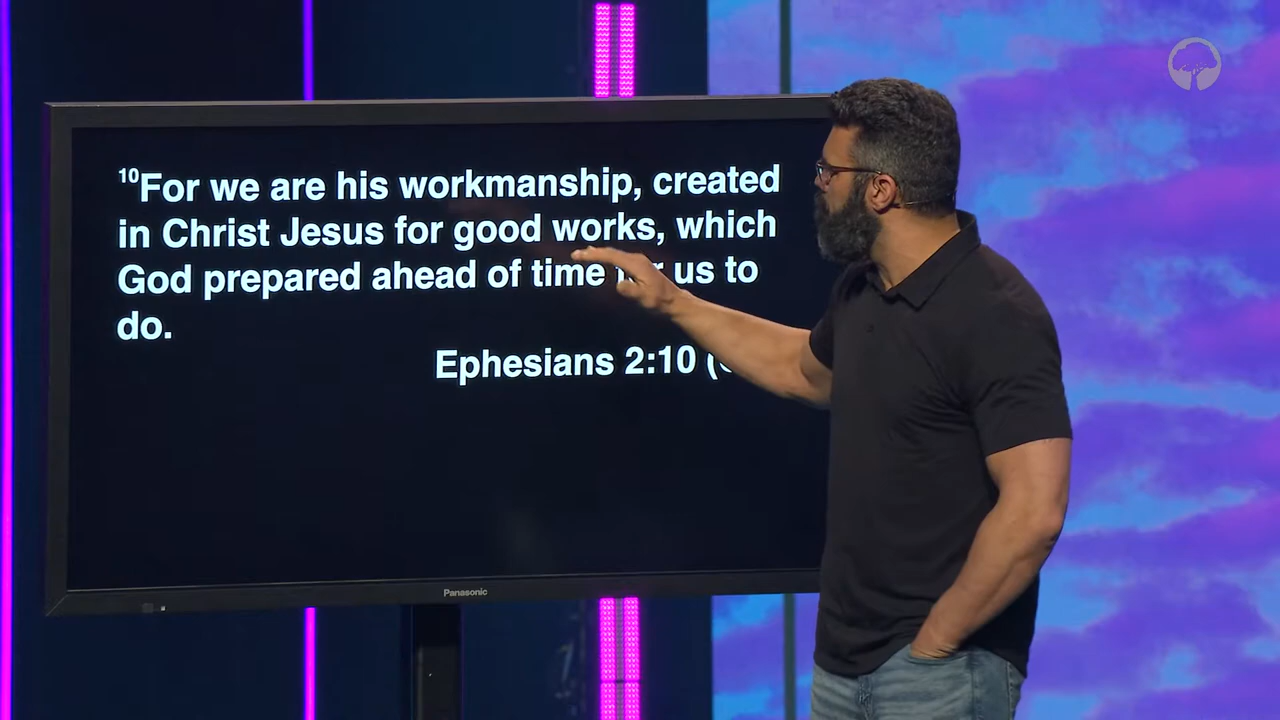 ¹⁰For we are his workmanship, created
in Christ Jesus for good works, which
God prepared ahead of time us to
do.
Ephesians 2:10 (
Panasonic